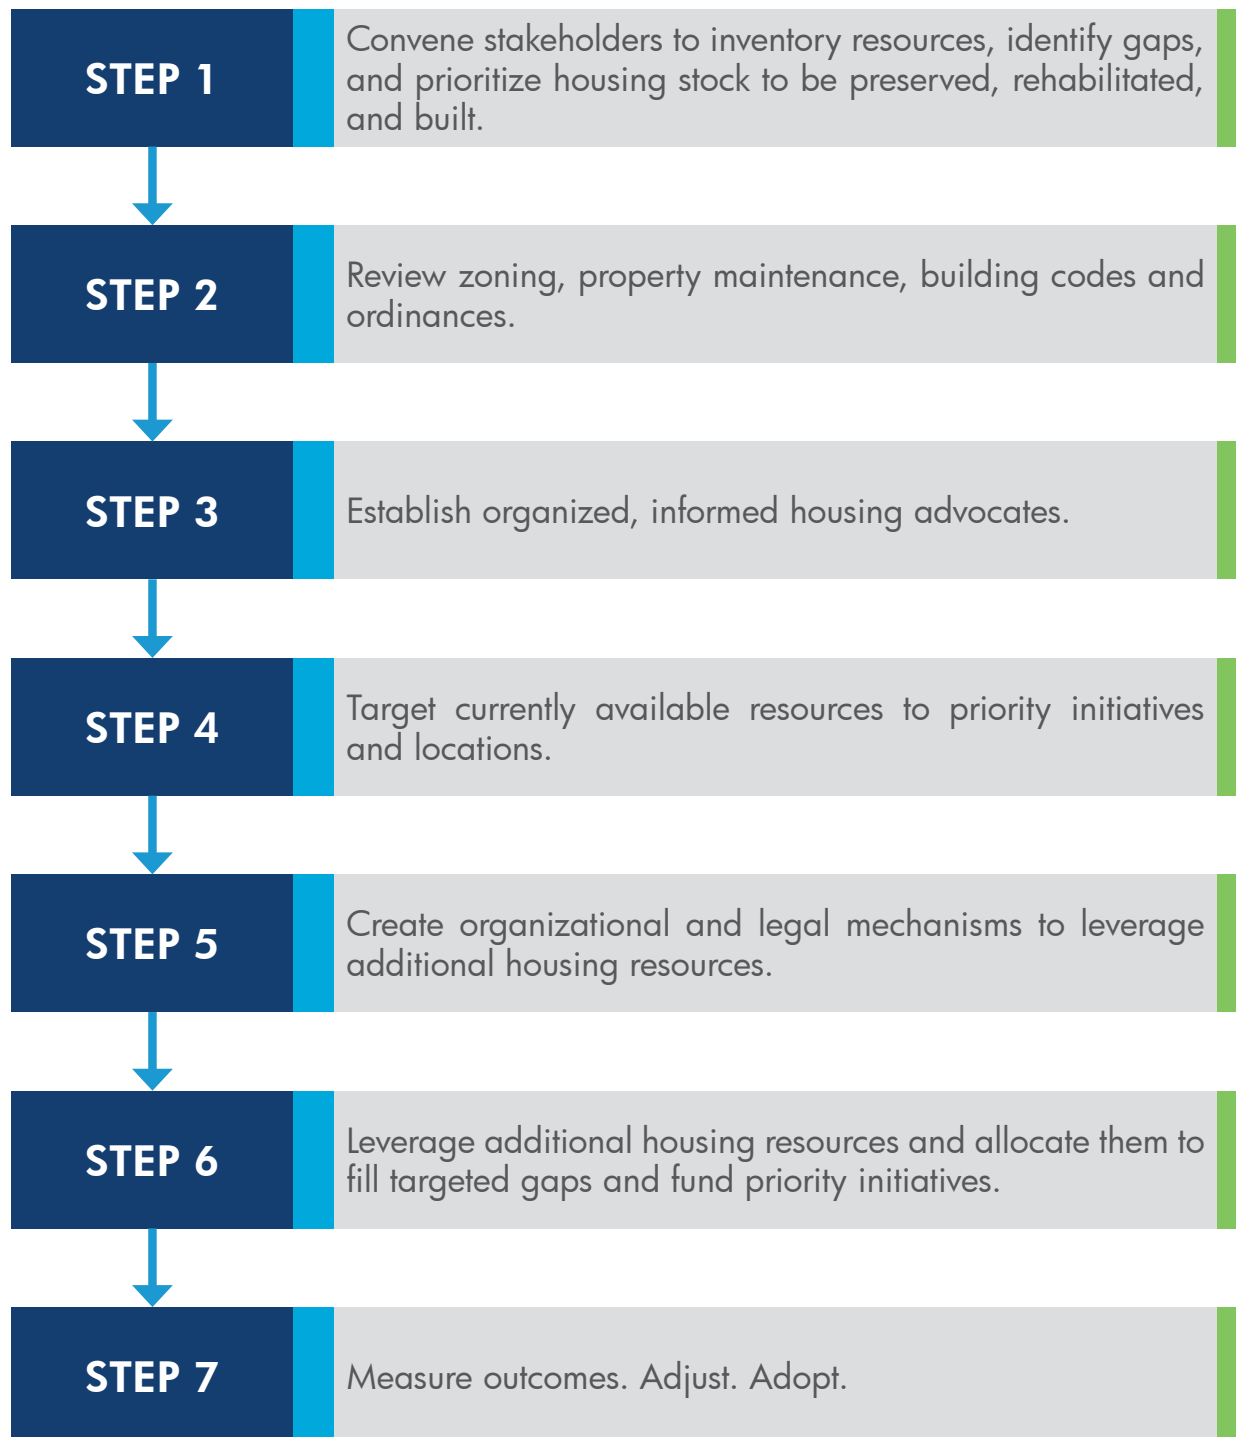 STEP 1
Convene stakeholders to inventory resources, identify gaps,
and prioritize housing stock to be preserved, rehabilitated,
and built.
STEP 2
Review zoning, property maintenance, building codes and
ordinances.
STEP 3
Establish organized, informed housing advocates.
STEP 4
Target currently available resources to priority initiatives
and locations.
STEP 5
Create organizational and legal mechanisms to leverage
additional housing resources.
STEP 6
Leverage additional housing resources and allocate them to
fill targeted gaps and fund priority initiatives.
STEP 7
Measure outcomes. Adjust. Adopt.